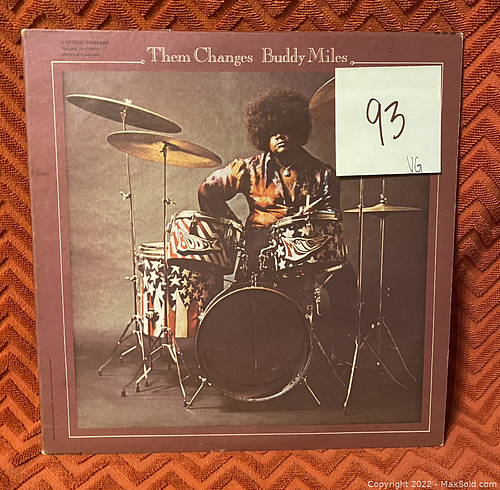 Them Changes Buddy Miles
93
VG
Copyright 2022 - MaxSold.com